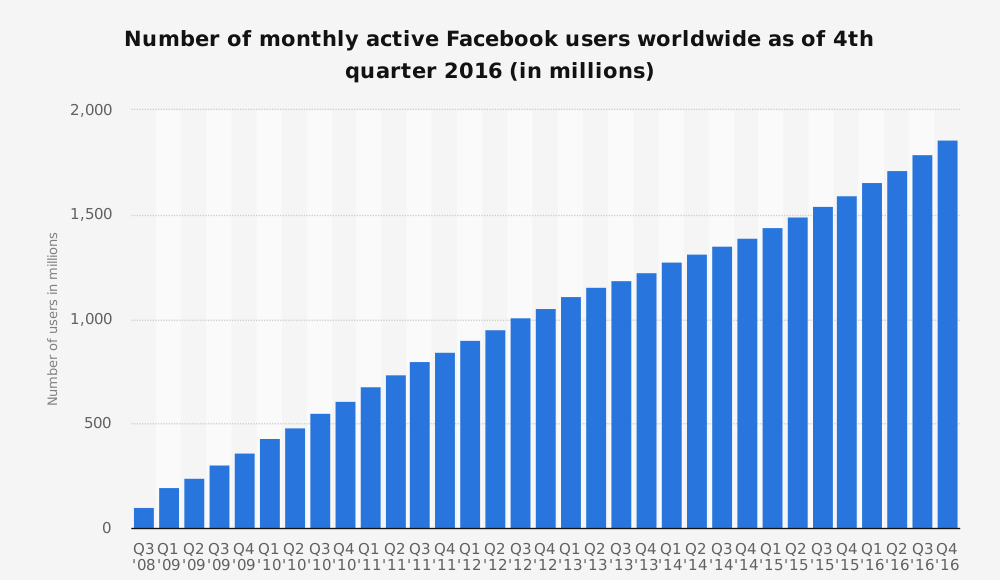 Number of monthly active Facebook users worldwide as of 4th
quarter 2016 (in millions)
2,000
1,500
1,000
500
0
Number of users in millions
Q3 Q1 Q2 Q3 Q4 Q1 Q2 Q3 Q4 Q1 Q2 Q3 Q4 Q1 Q2 Q3 Q4 Q1 Q2 Q3 Q4 Q1 Q2 Q3 Q4 Q1 Q2 Q3 Q4 Q1 Q2 Q3 Q4
'08 '09 '09 '09 '09 '10 '10 '10 '10 '11 '11 '11 '11 '12 '12 '12 '12 '13 '13 '13 '13 '14 '14 '14 '14 '15 '15 '15 '15 '16 '16 '16 '16